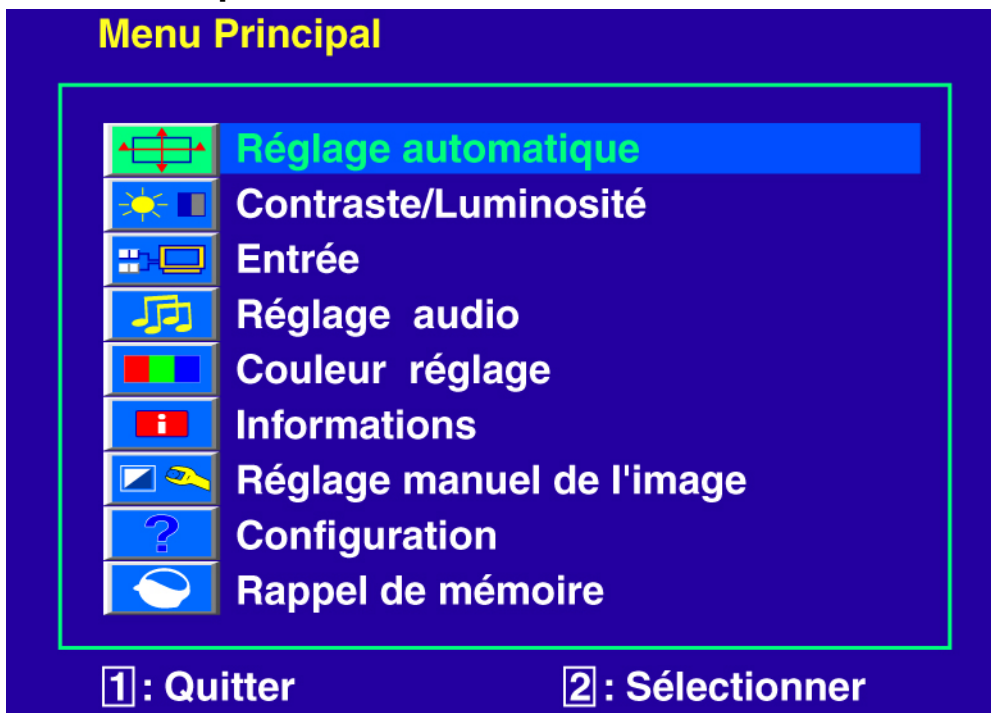 Menu Principal
Réglage automatique
Contraste/Luminosité
Entrée
Réglage audio
Couleur réglage
Informations
Réglage manuel de l'image
Configuration
Rappel de mémoire
1 : Quitter
2 : Sélectionner